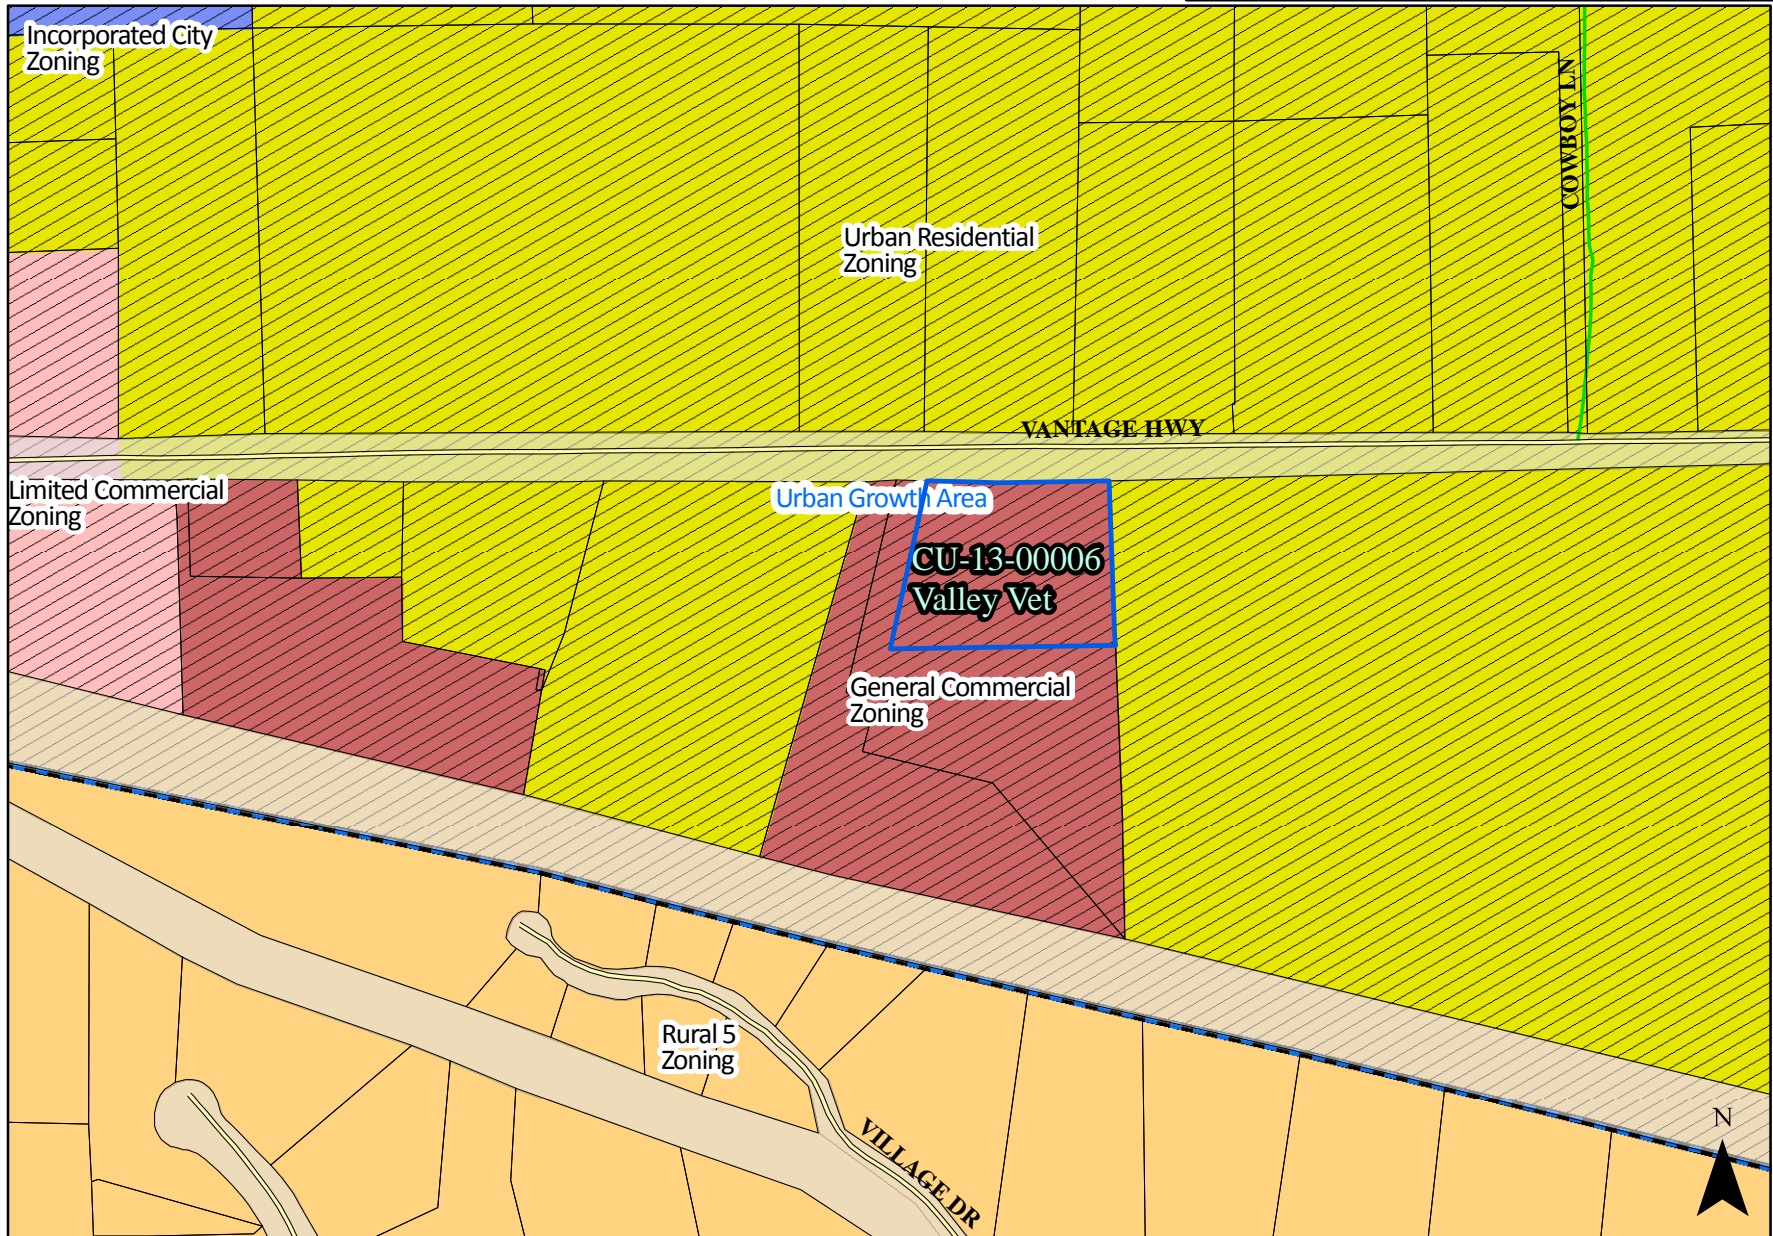 Incorporated City
Zoning
COWBOY LN
Urban Residential
Zoning
VANTAGE HWY
Limited Commercial
Zoning
Urban Growth Area
CU-13-00006
Valley Vet
General Commercial
Zoning
Rural 5
Zoning
VILLAGE DR
N